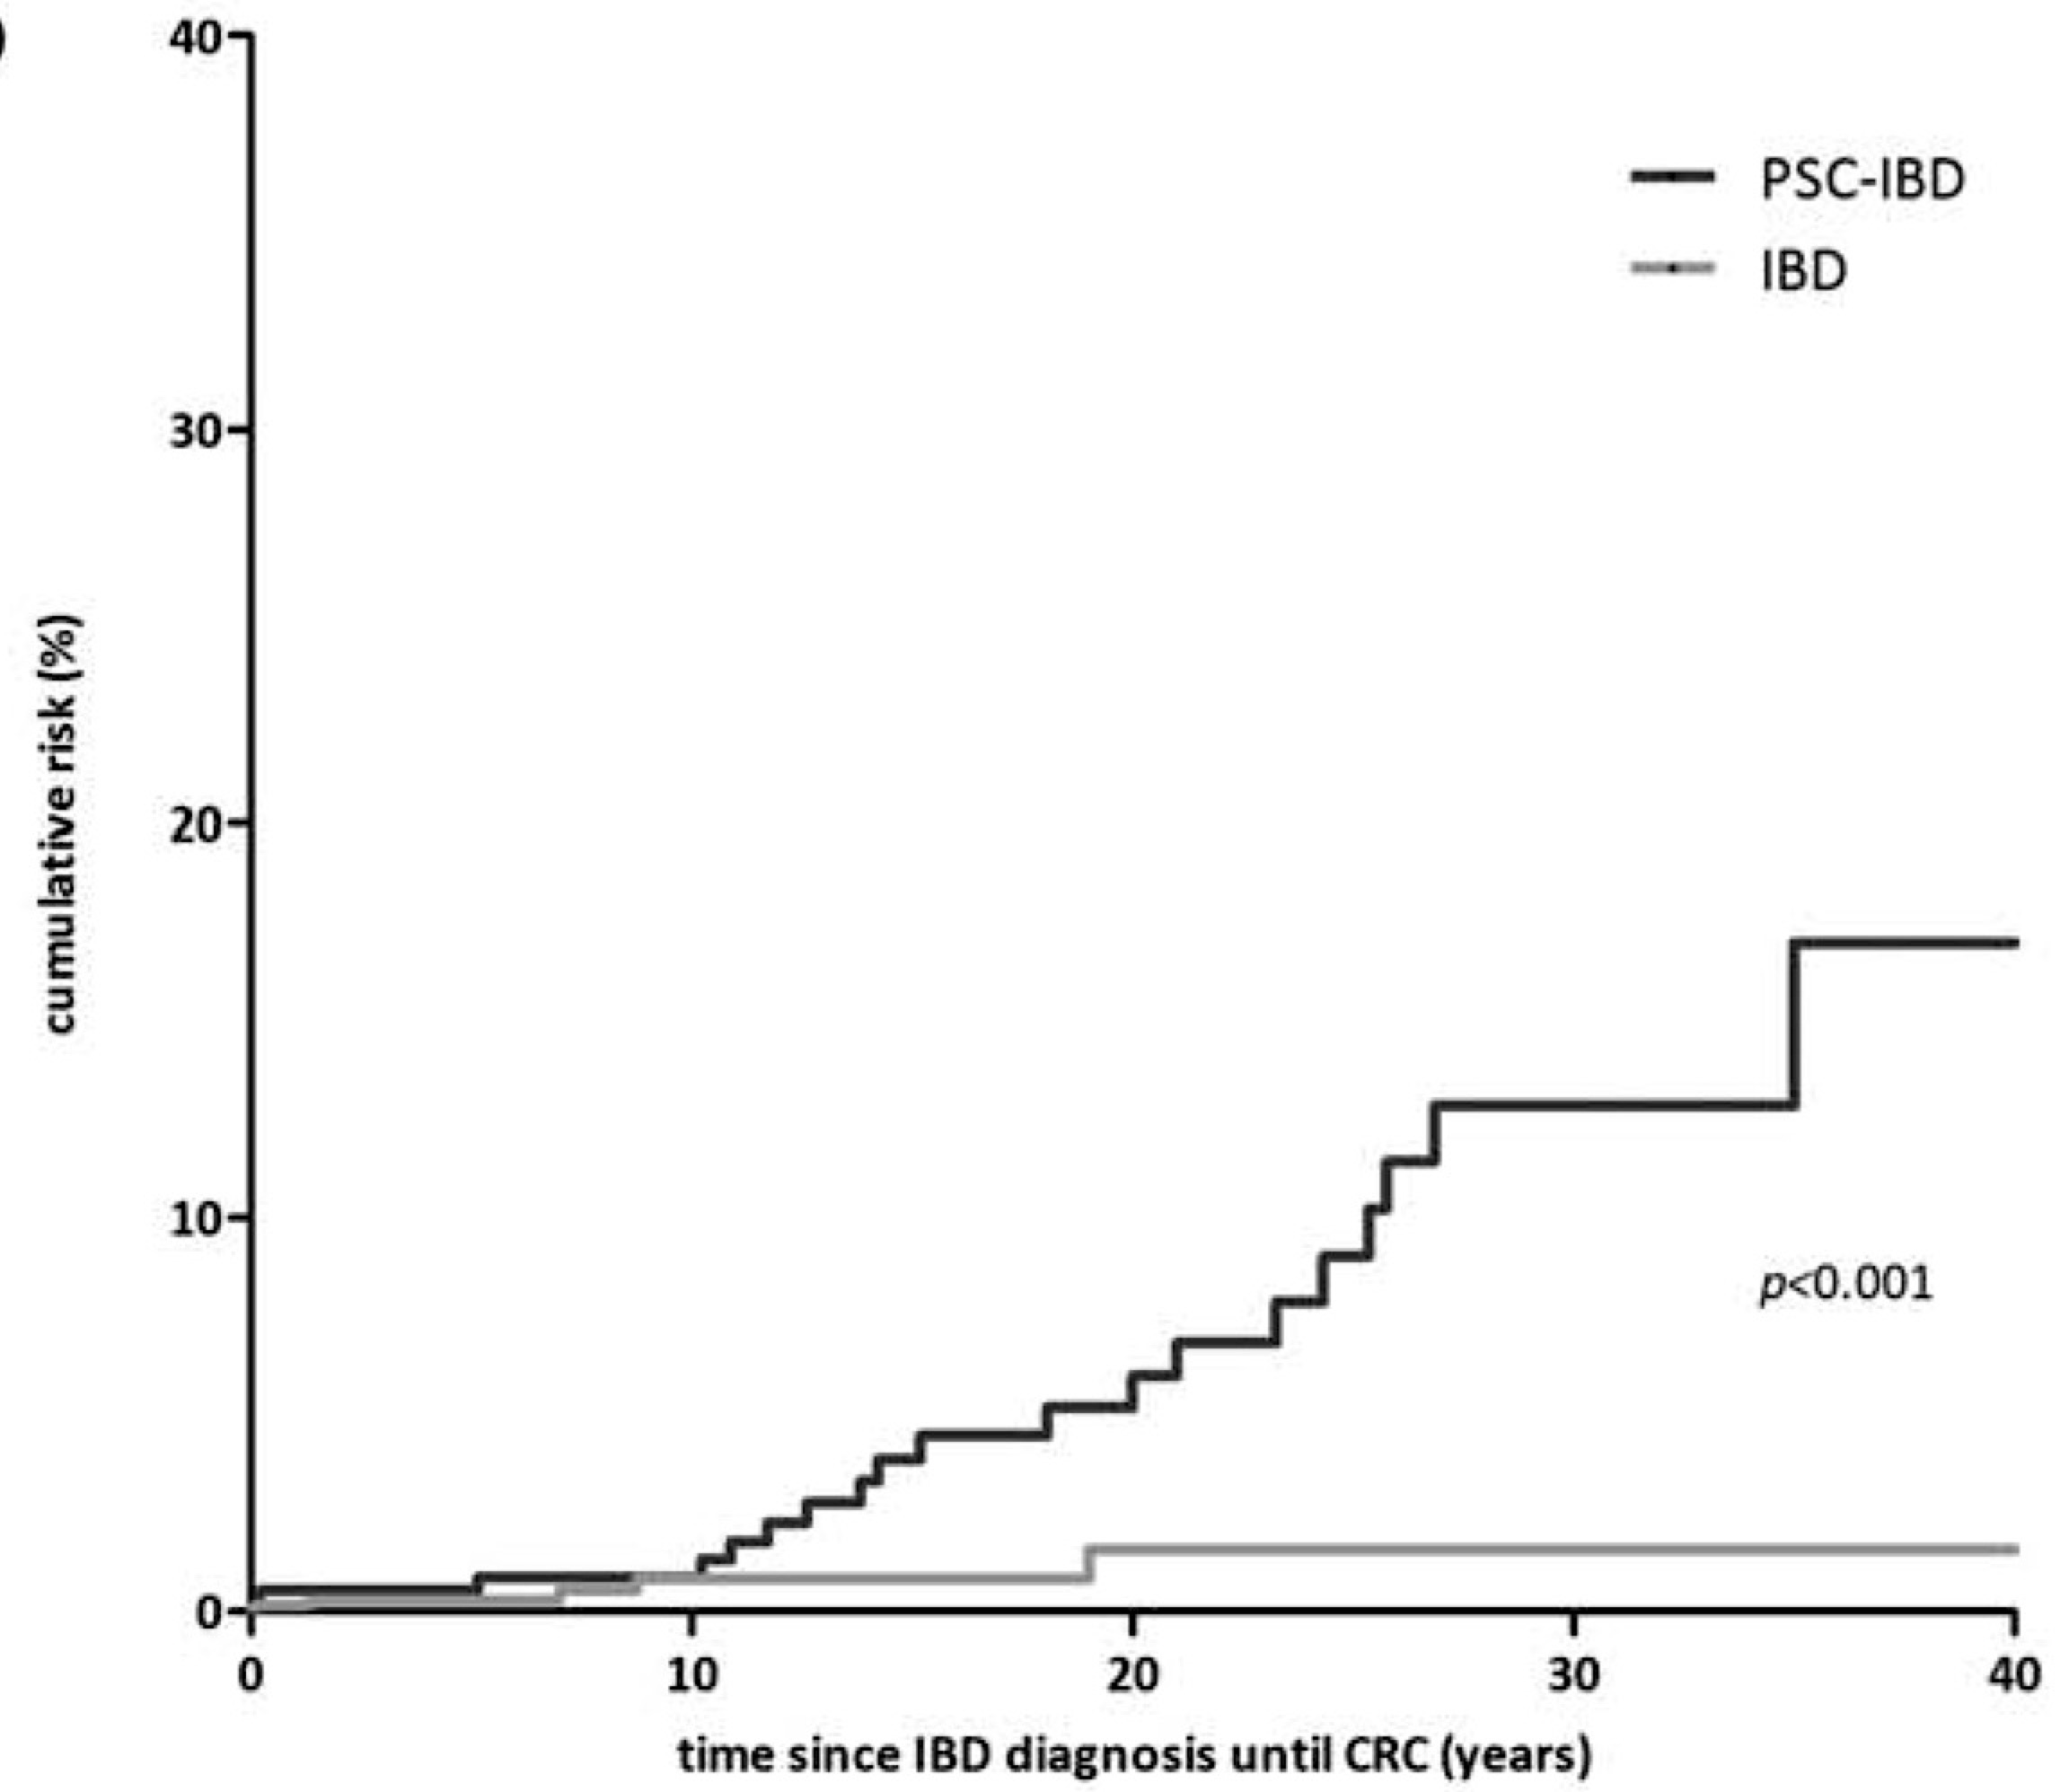 )
40
30
20
10
0
cumulative risk (%)
PSC-IBD
IBD
p<0.001
0 10 20 30 40
time since IBD diagnosis until CRC (years)